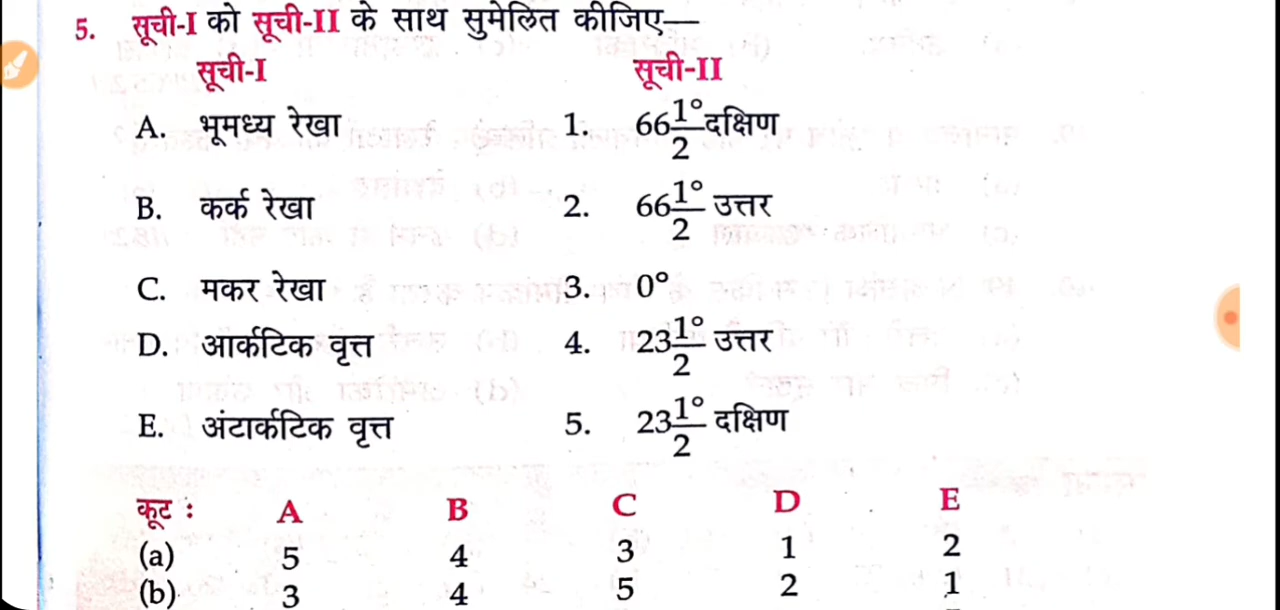 5. सूची-I को सूची-II के साथ सुमेलित कीजिए—
सूची-I सूची-II
A. भूमध्य रेखा 1. 66 1/2° दक्षिण
B. कर्क रेखा 2. 66 1/2° उत्तर
C. मकर रेखा 3. 0°
D. आर्कटिक वृत्त 4. 23 1/2° उत्तर
E. अंटार्कटिक वृत्त 5. 23 1/2° दक्षिण
कूट : A B C D E
(a) 5 4 3 1 2
(b) 3 4 5 2 1